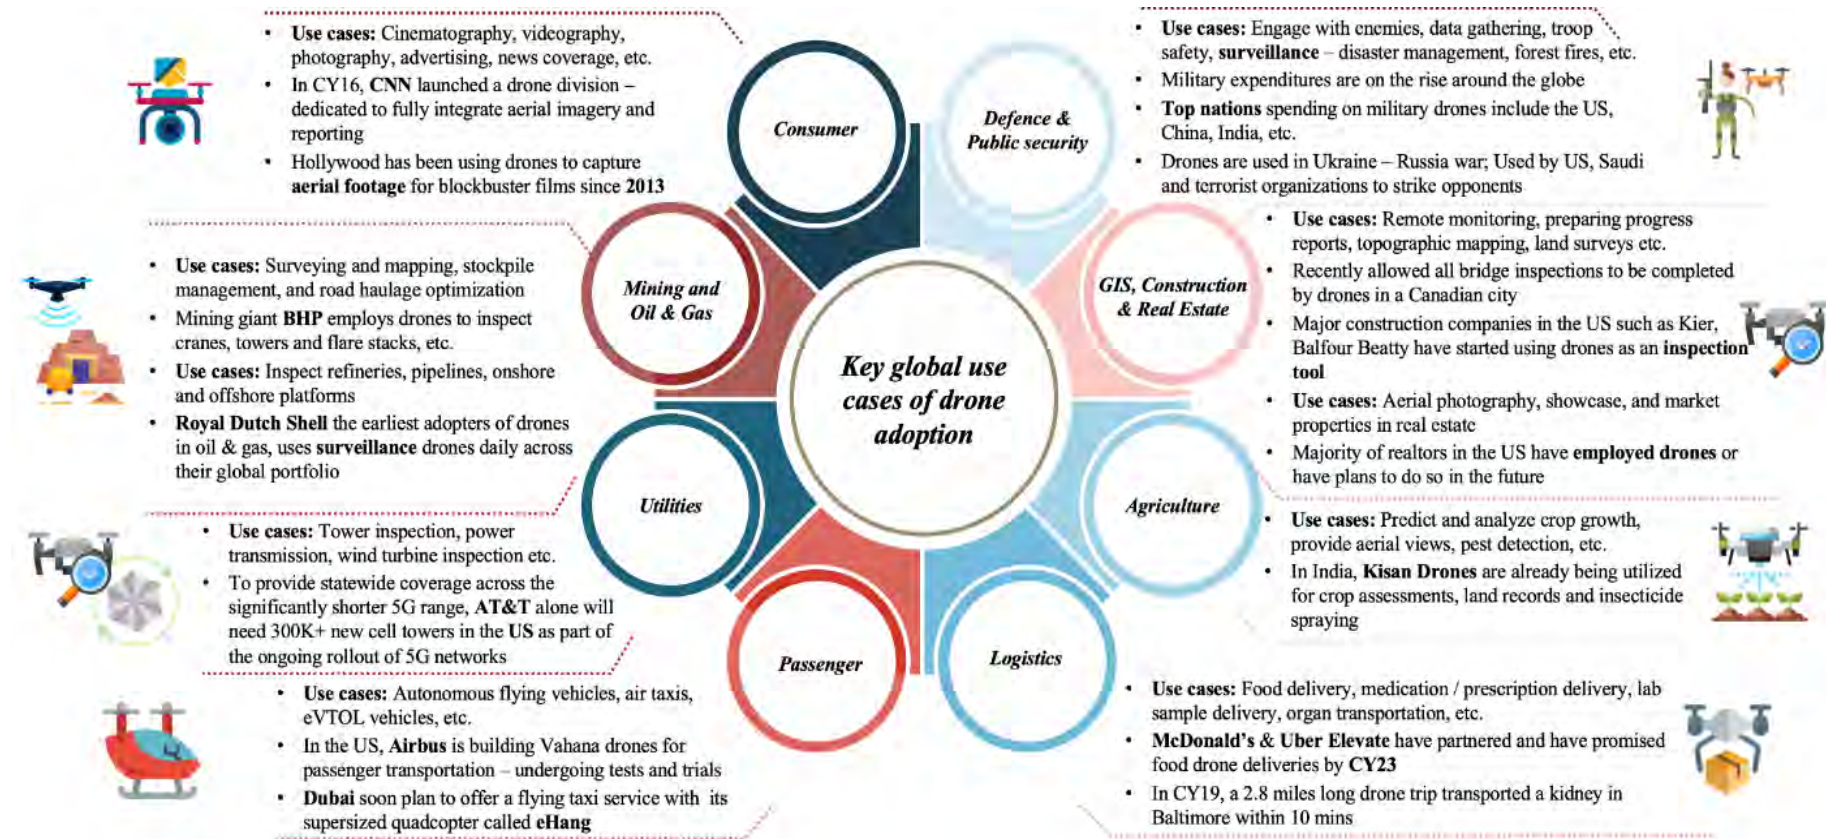 • Use cases: Cinematography, videography,
photography, advertising, news coverage, etc.
• In CY16, CNN launched a drone division –
dedicated to fully integrate aerial imagery and
reporting
• Hollywood has been using drones to capture
aerial footage for blockbuster films since 2013
Consumer
Defence &
Public security
• Use cases: Engage with enemies, data gathering, troop
safety, surveillance – disaster management, forest fires, etc.
• Military expenditures are on the rise around the globe
• Top nations spending on military drones include the US,
China, India, etc.
• Drones are used in Ukraine – Russia war; Used by US, Saudi
and terrorist organizations to strike opponents
• Use cases: Surveying and mapping, stockpile
management, and road haulage optimization
• Mining giant BHP employs drones to inspect
cranes, towers and flare stacks, etc.
• Use cases: Inspect refineries, pipelines, onshore
and offshore platforms
• Royal Dutch Shell the earliest adopters of drones
in oil & gas, uses surveillance drones daily across
their global portfolio
Mining and
Oil & Gas
GIS, Construction
& Real Estate
• Use cases: Remote monitoring, preparing progress
reports, topographic mapping, land surveys etc.
• Recently allowed all bridge inspections to be completed
by drones in a Canadian city
• Major construction companies in the US such as Kier,
Balfour Beatty have started using drones as an inspection
tool
• Use cases: Aerial photography, showcase, and market
properties in real estate
• Majority of realtors in the US have employed drones or
have plans to do so in the future
Key global use
cases of drone
adoption
• Use cases: Tower inspection, power
transmission, wind turbine inspection etc.
• To provide statewide coverage across the
significantly shorter 5G range, AT&T alone will
need 300K+ new cell towers in the US as part of
the ongoing rollout of 5G networks
Utilities
Agriculture
• Use cases: Predict and analyze crop growth,
provide aerial views, pest detection, etc.
• In India, Kisan Drones are already being utilized
for crop assessments, land records and insecticide
spraying
• Use cases: Autonomous flying vehicles, air taxis,
eVTOL vehicles, etc.
• In the US, Airbus is building Vahana drones for
passenger transportation – undergoing tests and trials
• Dubai soon plan to offer a flying taxi service with its
supersized quadcopter called eHang
Passenger
Logistics
• Use cases: Food delivery, medication / prescription delivery, lab
sample delivery, organ transportation, etc.
• McDonald's & Uber Elevate have partnered and have promised
food drone deliveries by CY23
• In CY19, a 2.8 miles long drone trip transported a kidney in
Baltimore within 10 mins